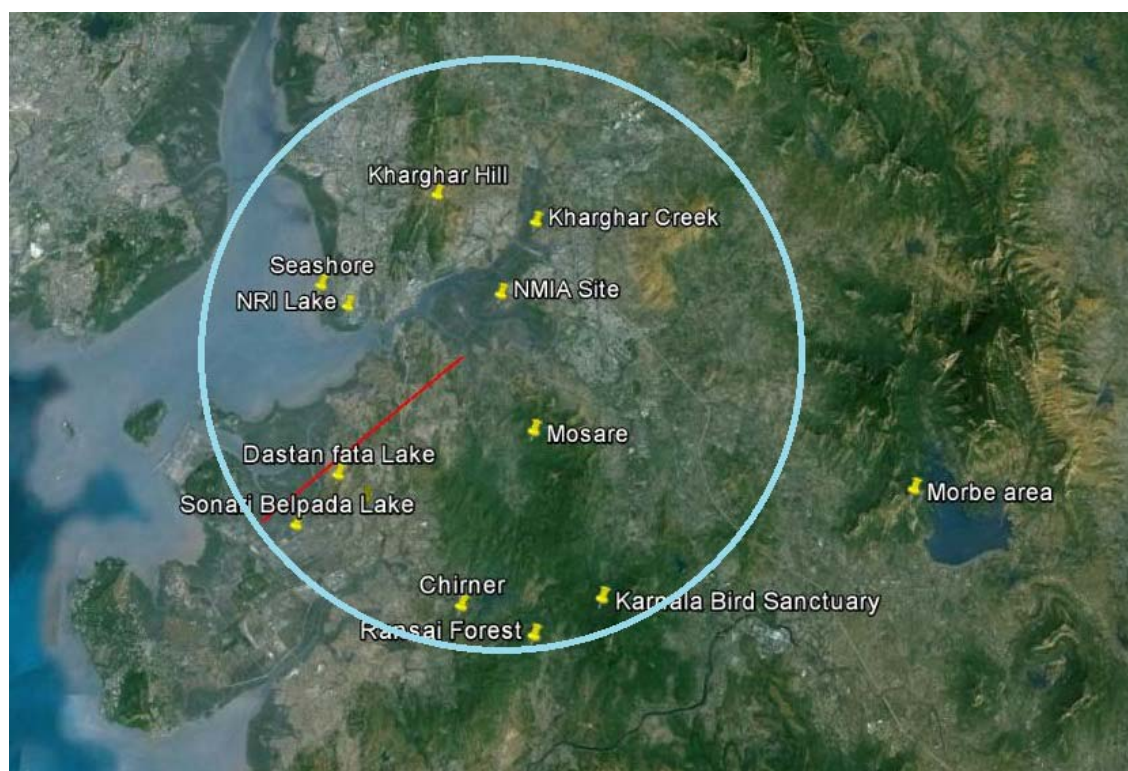 Kharghar Hill
Kharghar Creek
Seashore
NMIA Site
NRI Lake
Mosare
Dastan fata Lake
Morbe area
Sonari Belpada Lake
Chirner
Karnala Bird Sanctuary
Ransai Forest